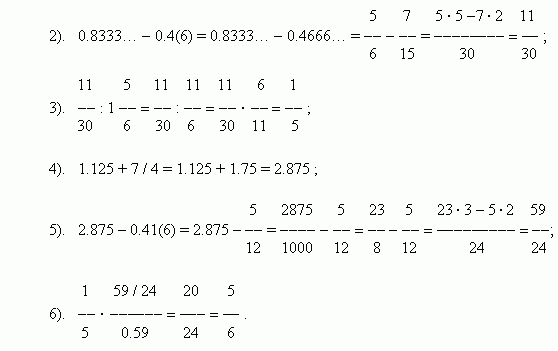 2). 0.8333… − 0.4(6) = 0.8333… − 0.4666… = 5/6 − 7/15 = (5 · 5 − 7 · 2)/30 = 11/30 ;
3). 11/30 : 1 5/6 = 11/30 : 11/6 = 11/30 · 6/11 = 1/5 ;
4). 1.125 + 7 / 4 = 1.125 + 1.75 = 2.875 ;
5). 2.875 − 0.41(6) = 2.875 − 5/12 = 2875/1000 − 5/12 = 23/8 − 5/12 = (23 · 3 − 5 · 2)/24 = 59/24 ;
6). 1/5 · (59 / 24)/0.59 = 20/24 = 5/6 .